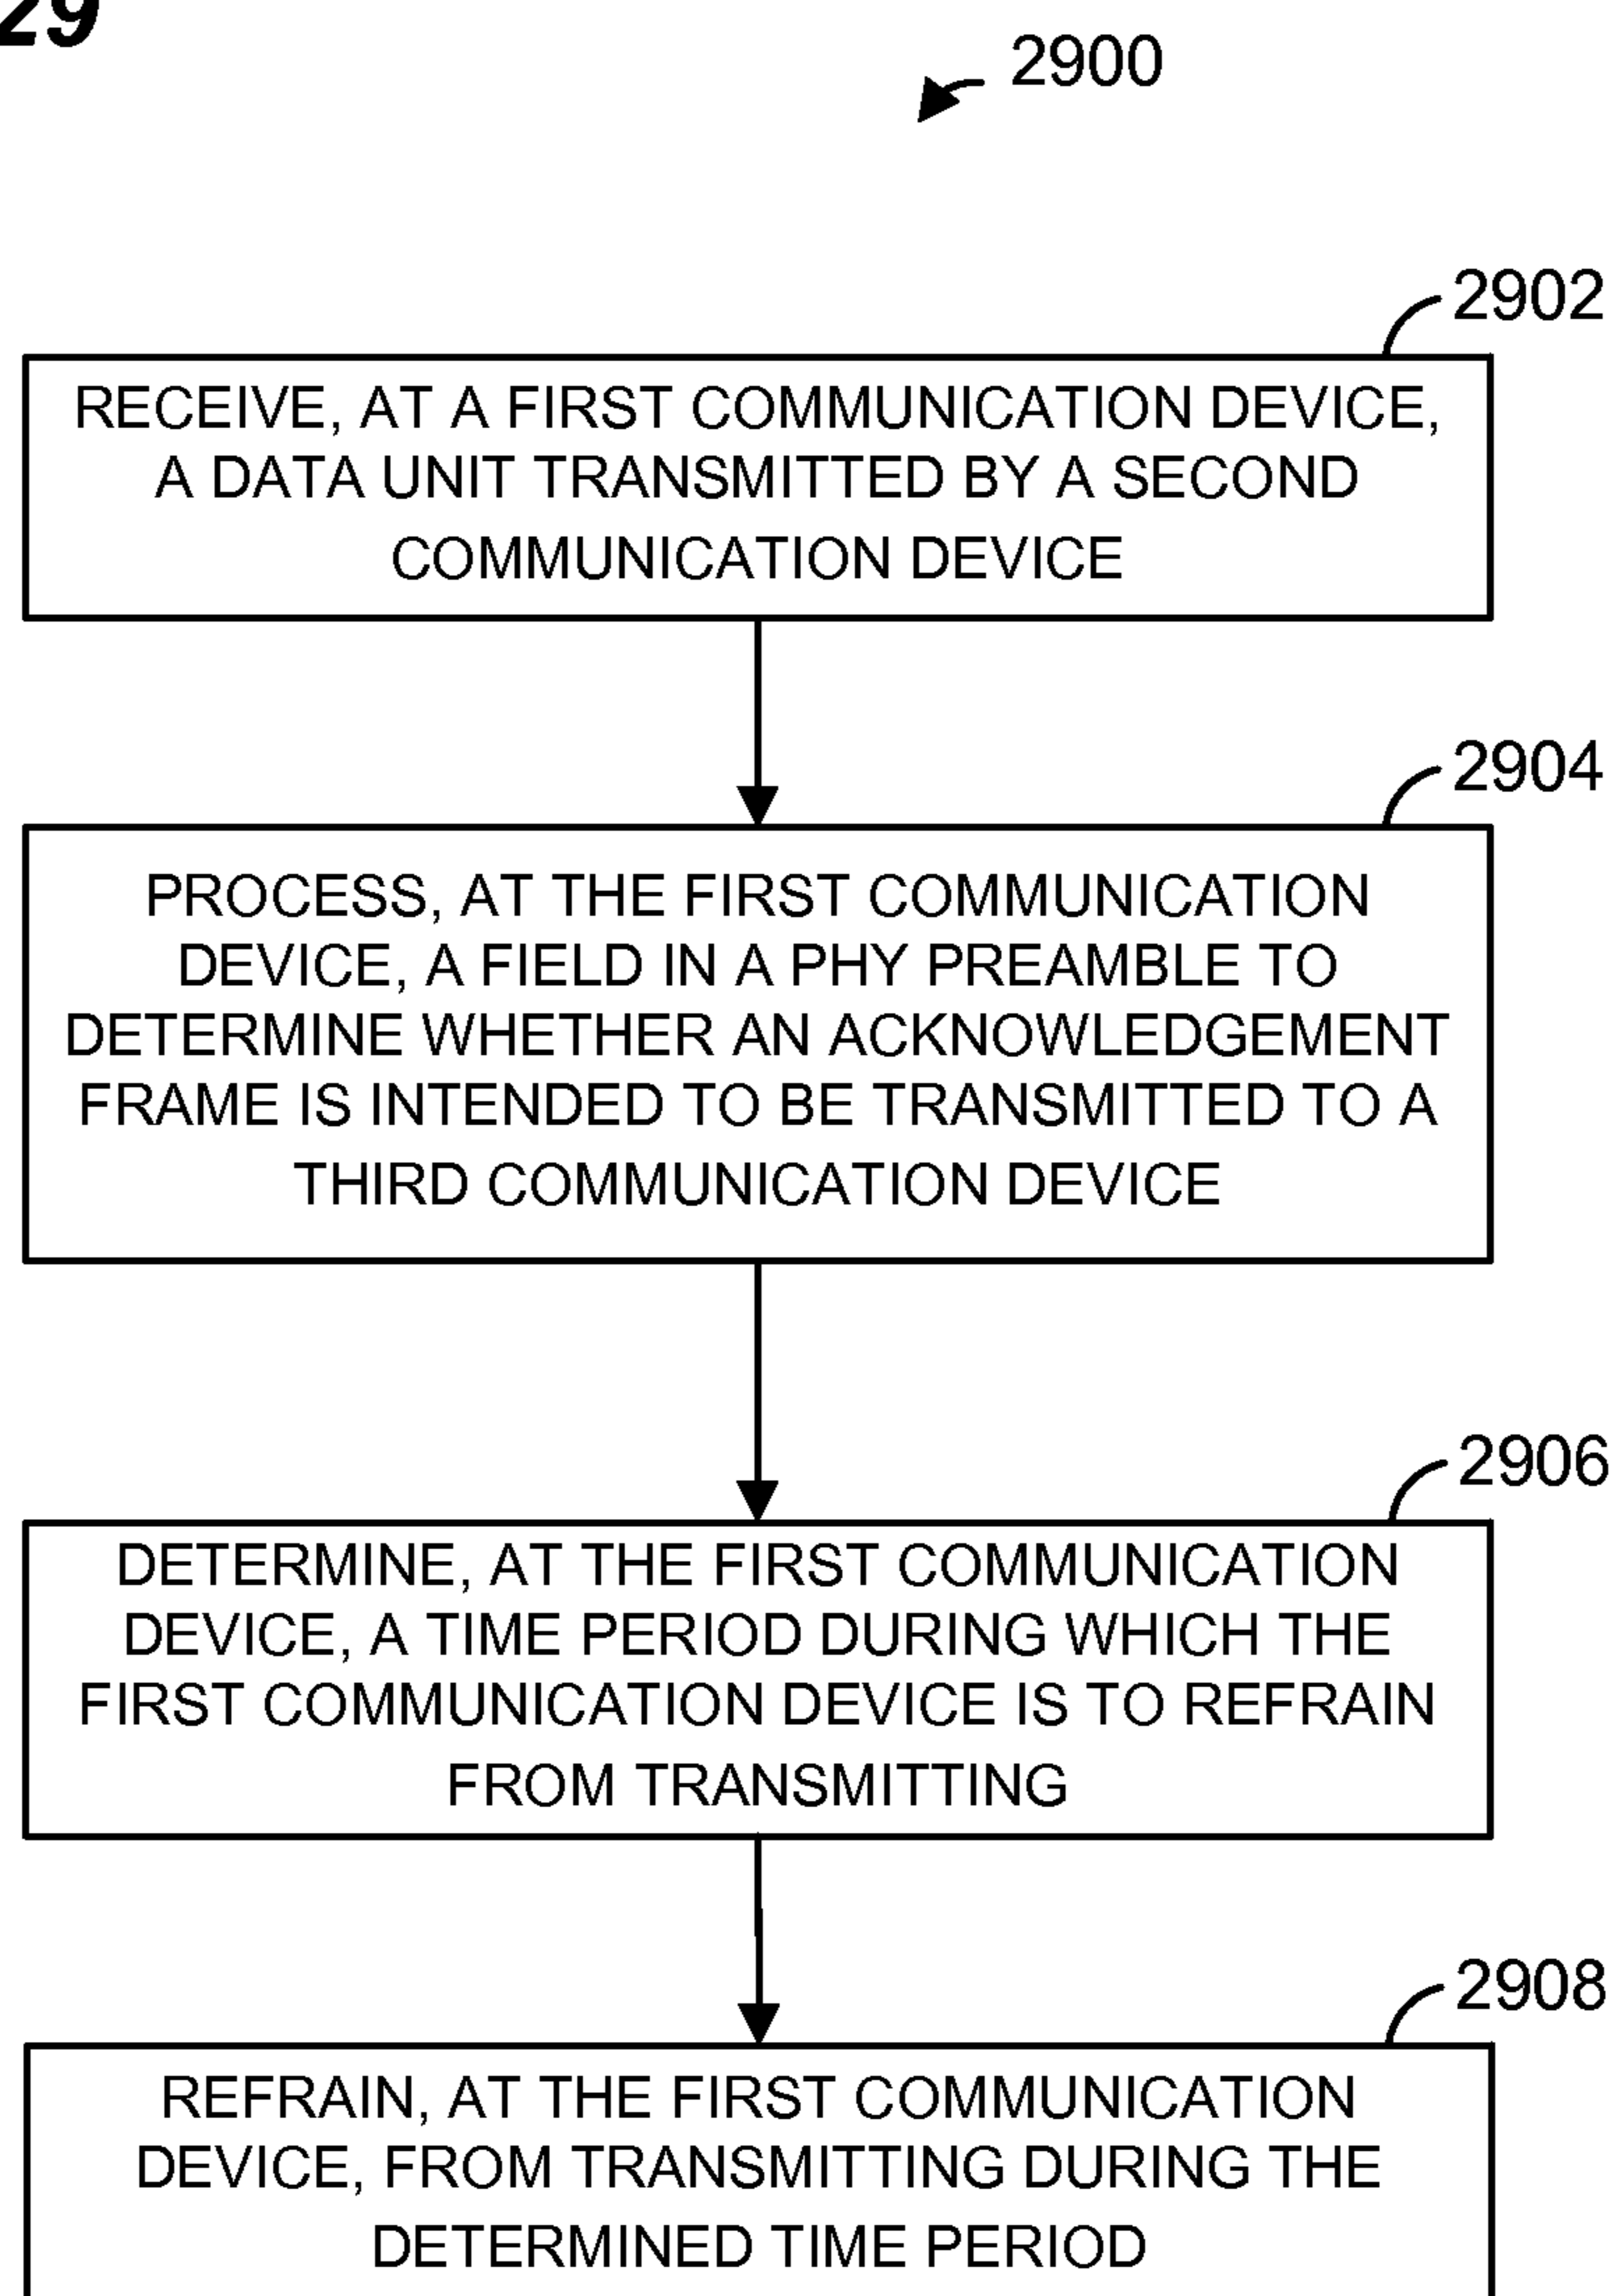 29
2900
2902
RECEIVE, AT A FIRST COMMUNICATION DEVICE,
A DATA UNIT TRANSMITTED BY A SECOND
COMMUNICATION DEVICE
2904
PROCESS, AT THE FIRST COMMUNICATION
DEVICE, A FIELD IN A PHY PREAMBLE TO
DETERMINE WHETHER AN ACKNOWLEDGEMENT
FRAME IS INTENDED TO BE TRANSMITTED TO A
THIRD COMMUNICATION DEVICE
2906
DETERMINE, AT THE FIRST COMMUNICATION
DEVICE, A TIME PERIOD DURING WHICH THE
FIRST COMMUNICATION DEVICE IS TO REFRAIN
FROM TRANSMITTING
2908
REFRAIN, AT THE FIRST COMMUNICATION
DEVICE, FROM TRANSMITTING DURING THE
DETERMINED TIME PERIOD